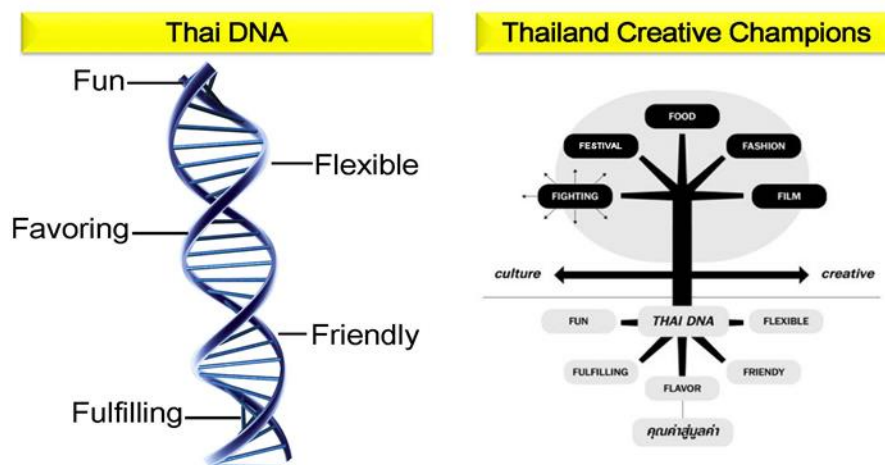 Thai DNA
Fun
Flexible
Favoring
Friendly
Fulfilling
Thailand Creative Champions
FOOD
FESTIVAL
FASHION
FIGHTING
FILM
culture
creative
FUN
THAI DNA
FLEXIBLE
FULFILLING
FRIENDY
FLAVOR
คุณค่าสู่มูลค่า